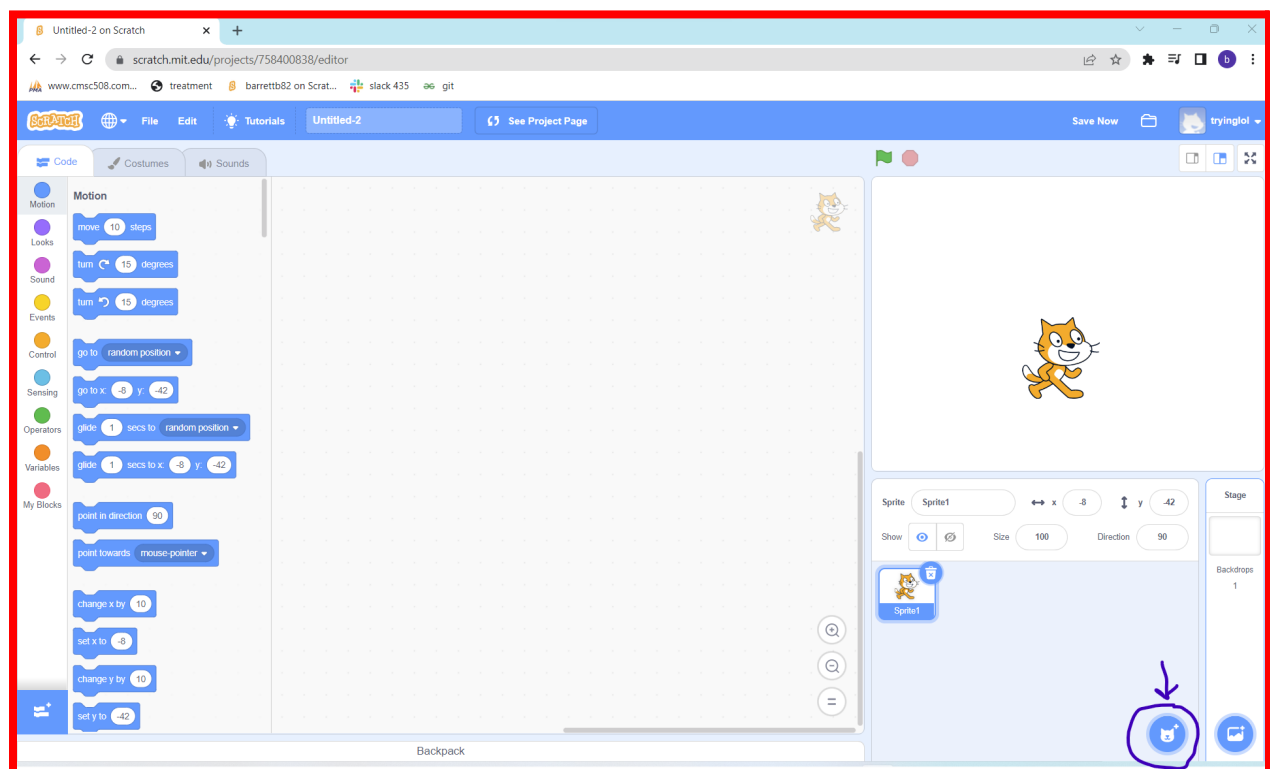 Untitled-2 on Scratch
scratch.mit.edu/projects/758400838/editor
b
www.cmsc508.com... treatment barrettb82 on Scrat... slack 435 git
SCRATCH File Edit Tutorials Untitled-2 See Project Page Save Now tryinglol
Code Costumes Sounds
Motion
Looks
Sound
Events
Control
Sensing
Operators
Variables
My Blocks
Motion
move 10 steps
turn 15 degrees
turn 15 degrees
go to random position
go to x: -8 y: -42
glide 1 secs to random position
glide 1 secs to x: -8 y: -42
point in direction 90
point towards mouse-pointer
change x by 10
set x to -8
change y by 10
set y to -42
Backpack
Sprite Sprite1 x -8 y -42
Show Size 100 Direction 90
Sprite1
Stage
Backdrops
1